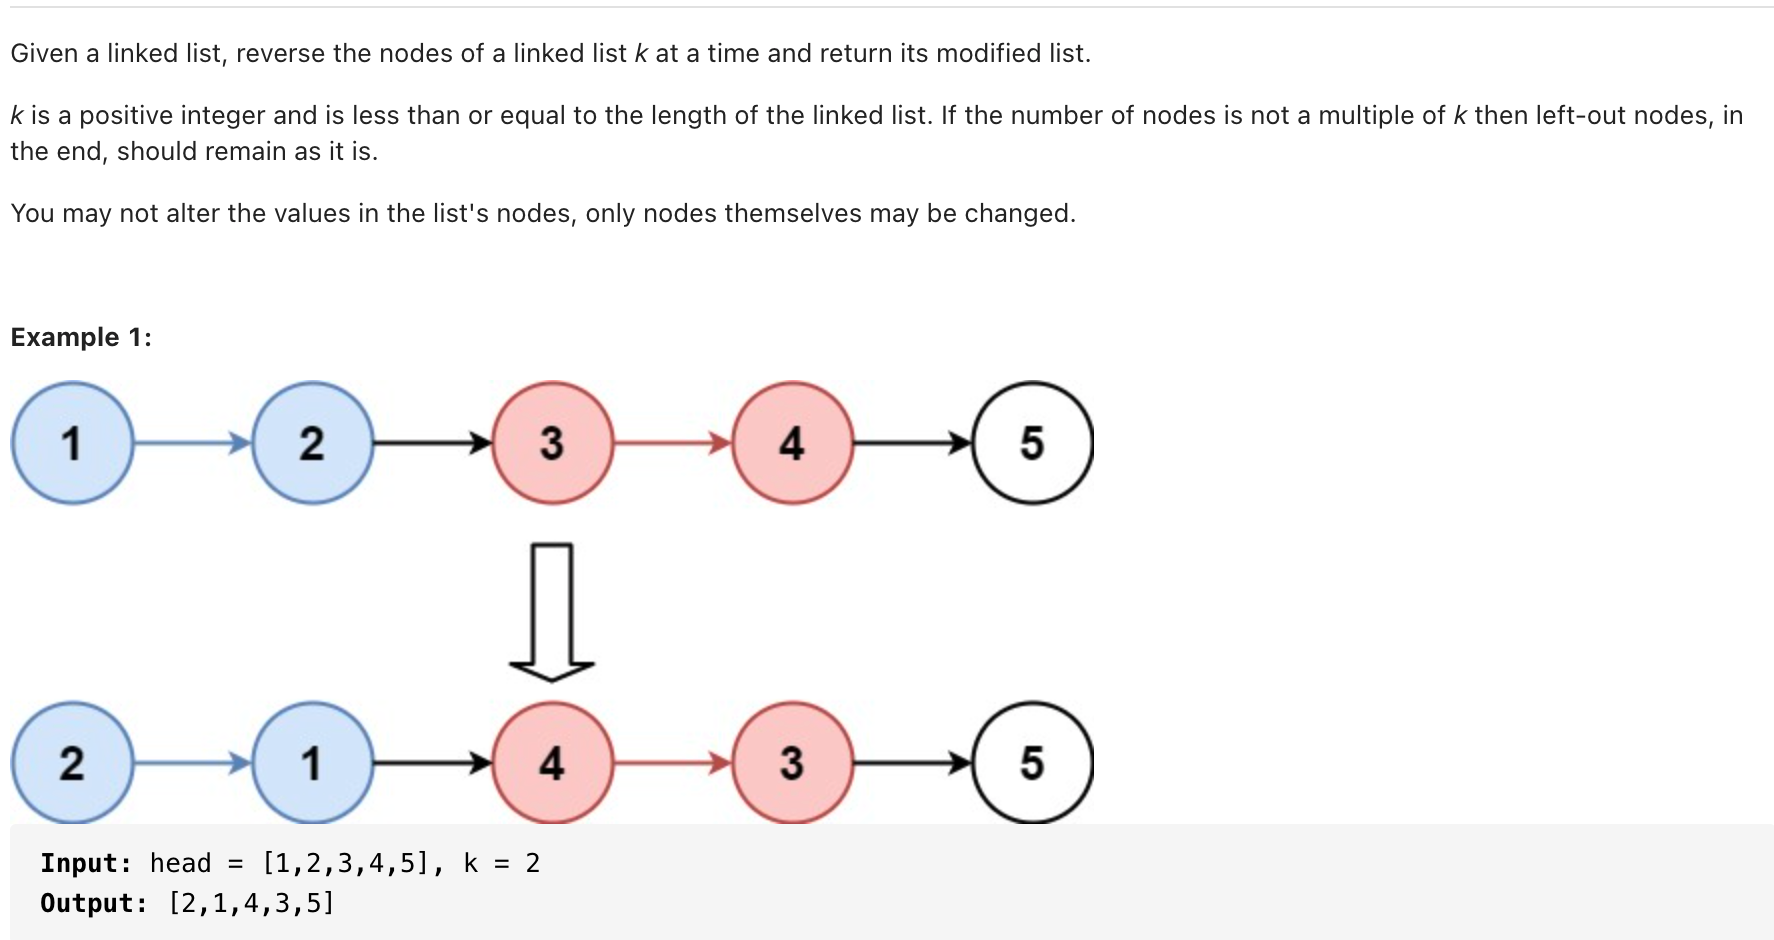 Given a linked list, reverse the nodes of a linked list k at a time and return its modified list.
k is a positive integer and is less than or equal to the length of the linked list. If the number of nodes is not a multiple of k then left-out nodes, in
the end, should remain as it is.
You may not alter the values in the list's nodes, only nodes themselves may be changed.
Example 1:
1 2 3 4 5
2 1 4 3 5
Input: head = [1,2,3,4,5], k = 2
Output: [2,1,4,3,5]